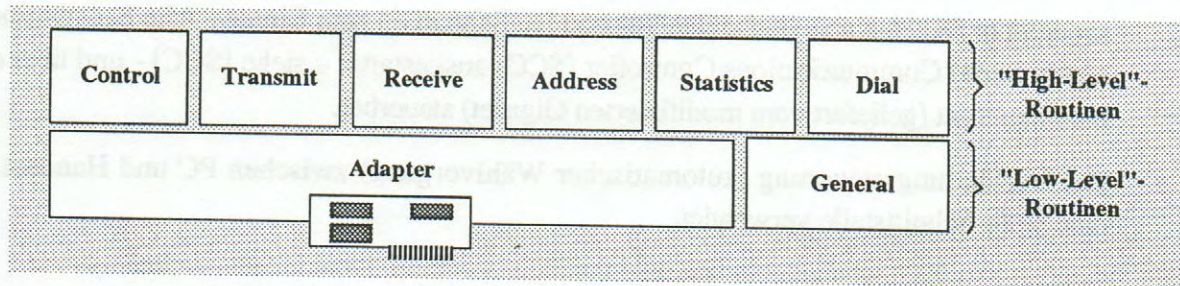 Control Transmit Receive Address Statistics Dial "High-Level"-
Routinen
Adapter General "Low-Level"-
Routinen